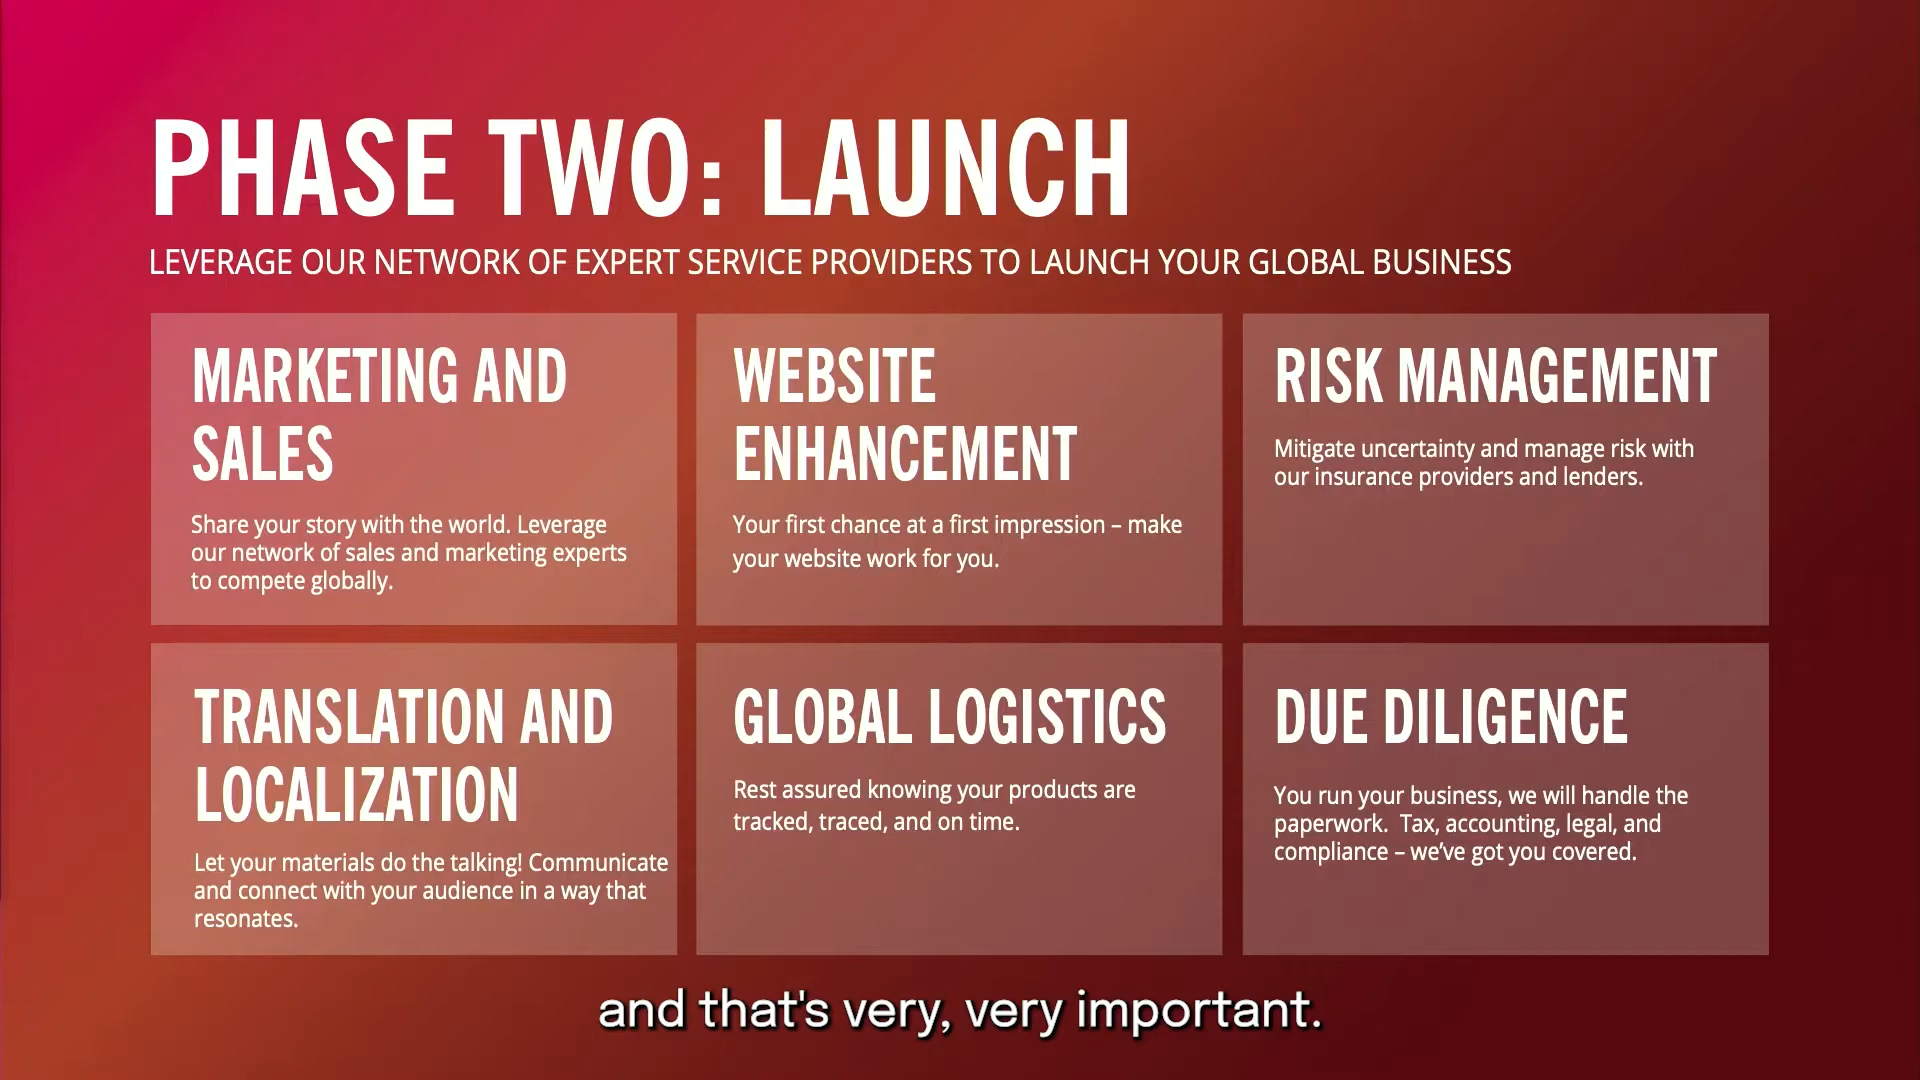 PHASE TWO: LAUNCH
LEVERAGE OUR NETWORK OF EXPERT SERVICE PROVIDERS TO LAUNCH YOUR GLOBAL BUSINESS
MARKETING AND
SALES
Share your story with the world. Leverage
our network of sales and marketing experts
to compete globally.
WEBSITE
ENHANCEMENT
Your first chance at a first impression – make
your website work for you.
RISK MANAGEMENT
Mitigate uncertainty and manage risk with
our insurance providers and lenders.
TRANSLATION AND
LOCALIZATION
Let your materials do the talking! Communicate
and connect with your audience in a way that
resonates.
GLOBAL LOGISTICS
Rest assured knowing your products are
tracked, traced, and on time.
DUE DILIGENCE
You run your business, we will handle the
paperwork.  Tax, accounting, legal, and
compliance – we’ve got you covered.
and that's very, very important.